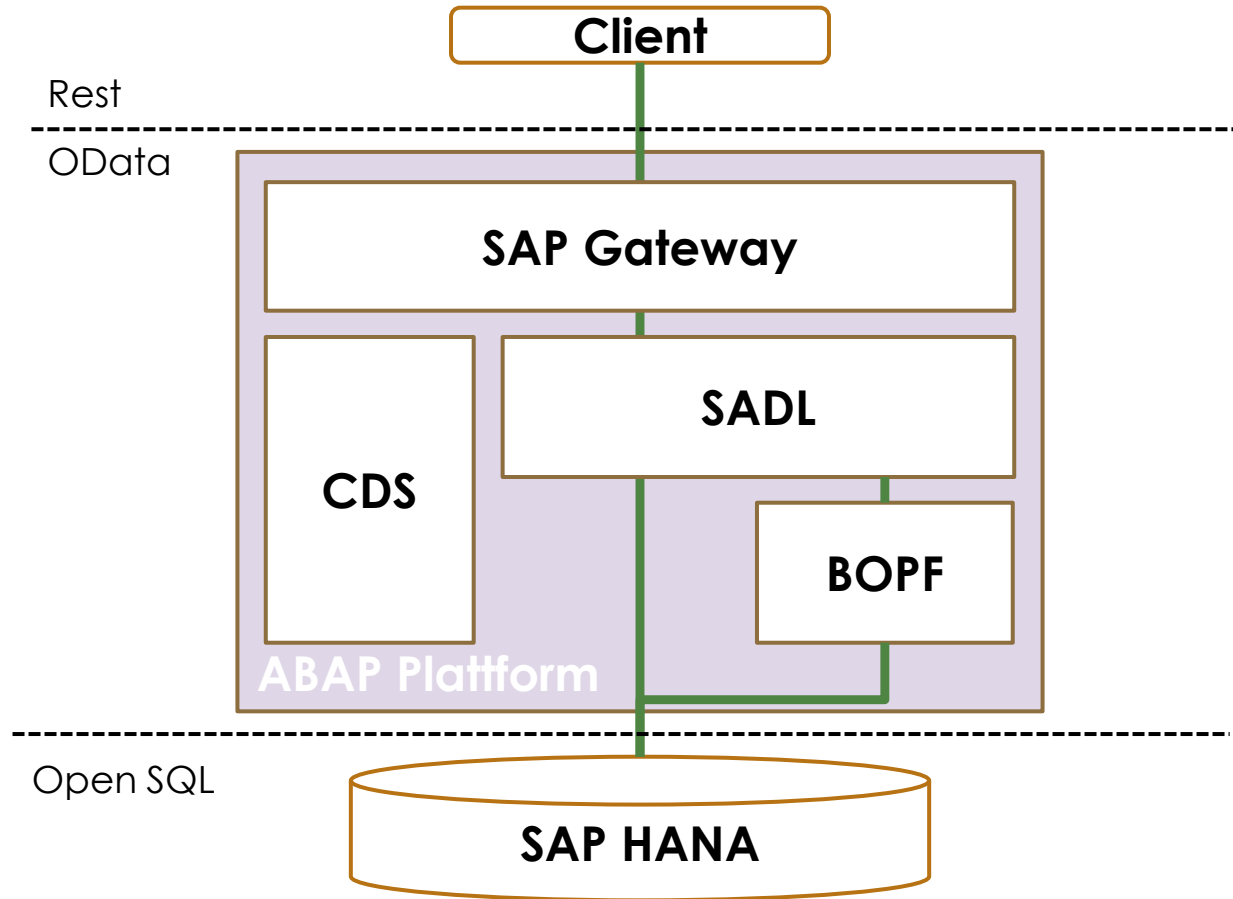 Client
Rest
OData
SAP Gateway
SADL
CDS
BOPF
ABAP Plattform
Open SQL
SAP HANA